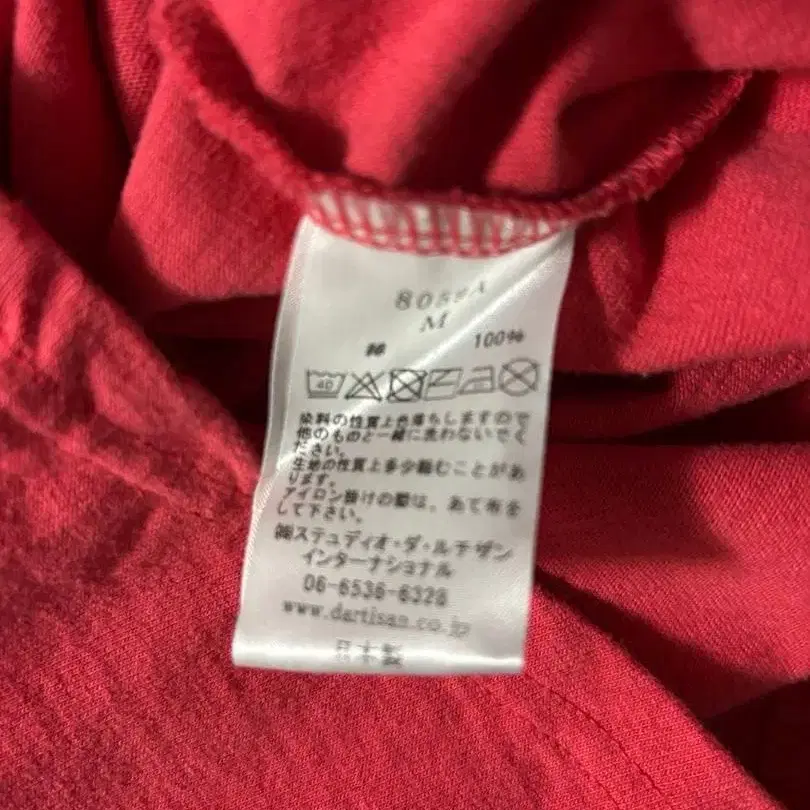 M
綿 100%
40
染料の性質上色落ちしますので
他のものと一緒に洗わないでく
ださい。
生地の性質上多少縮むことがあ
ります。
アイロン掛けの際は、あて布を
して下さい。
㈱ステュディオ・ダ・ルチザン
インターナショナル
06-6536-6328
www.dartisan.co.jp
日本製